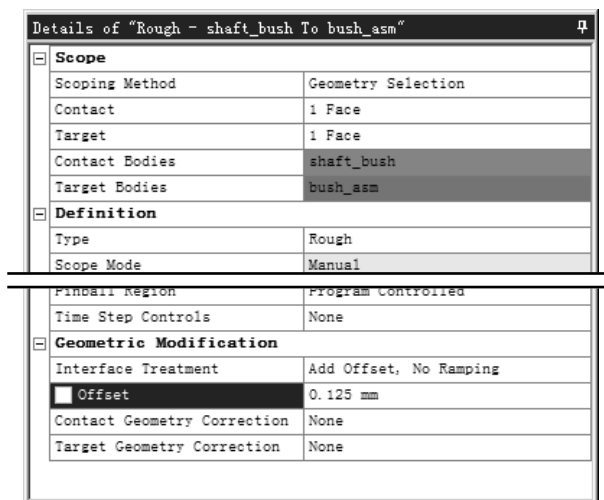 Details of "Rough - shaft_bush To bush_asm"
Scope
Scoping Method Geometry Selection
Contact 1 Face
Target 1 Face
Contact Bodies shaft_bush
Target Bodies bush_asm
Definition
Type Rough
Scope Mode Manual
Pinball Region Program Controlled
Time Step Controls None
Geometric Modification
Interface Treatment Add Offset, No Ramping
Offset 0.125 mm
Contact Geometry Correction None
Target Geometry Correction None